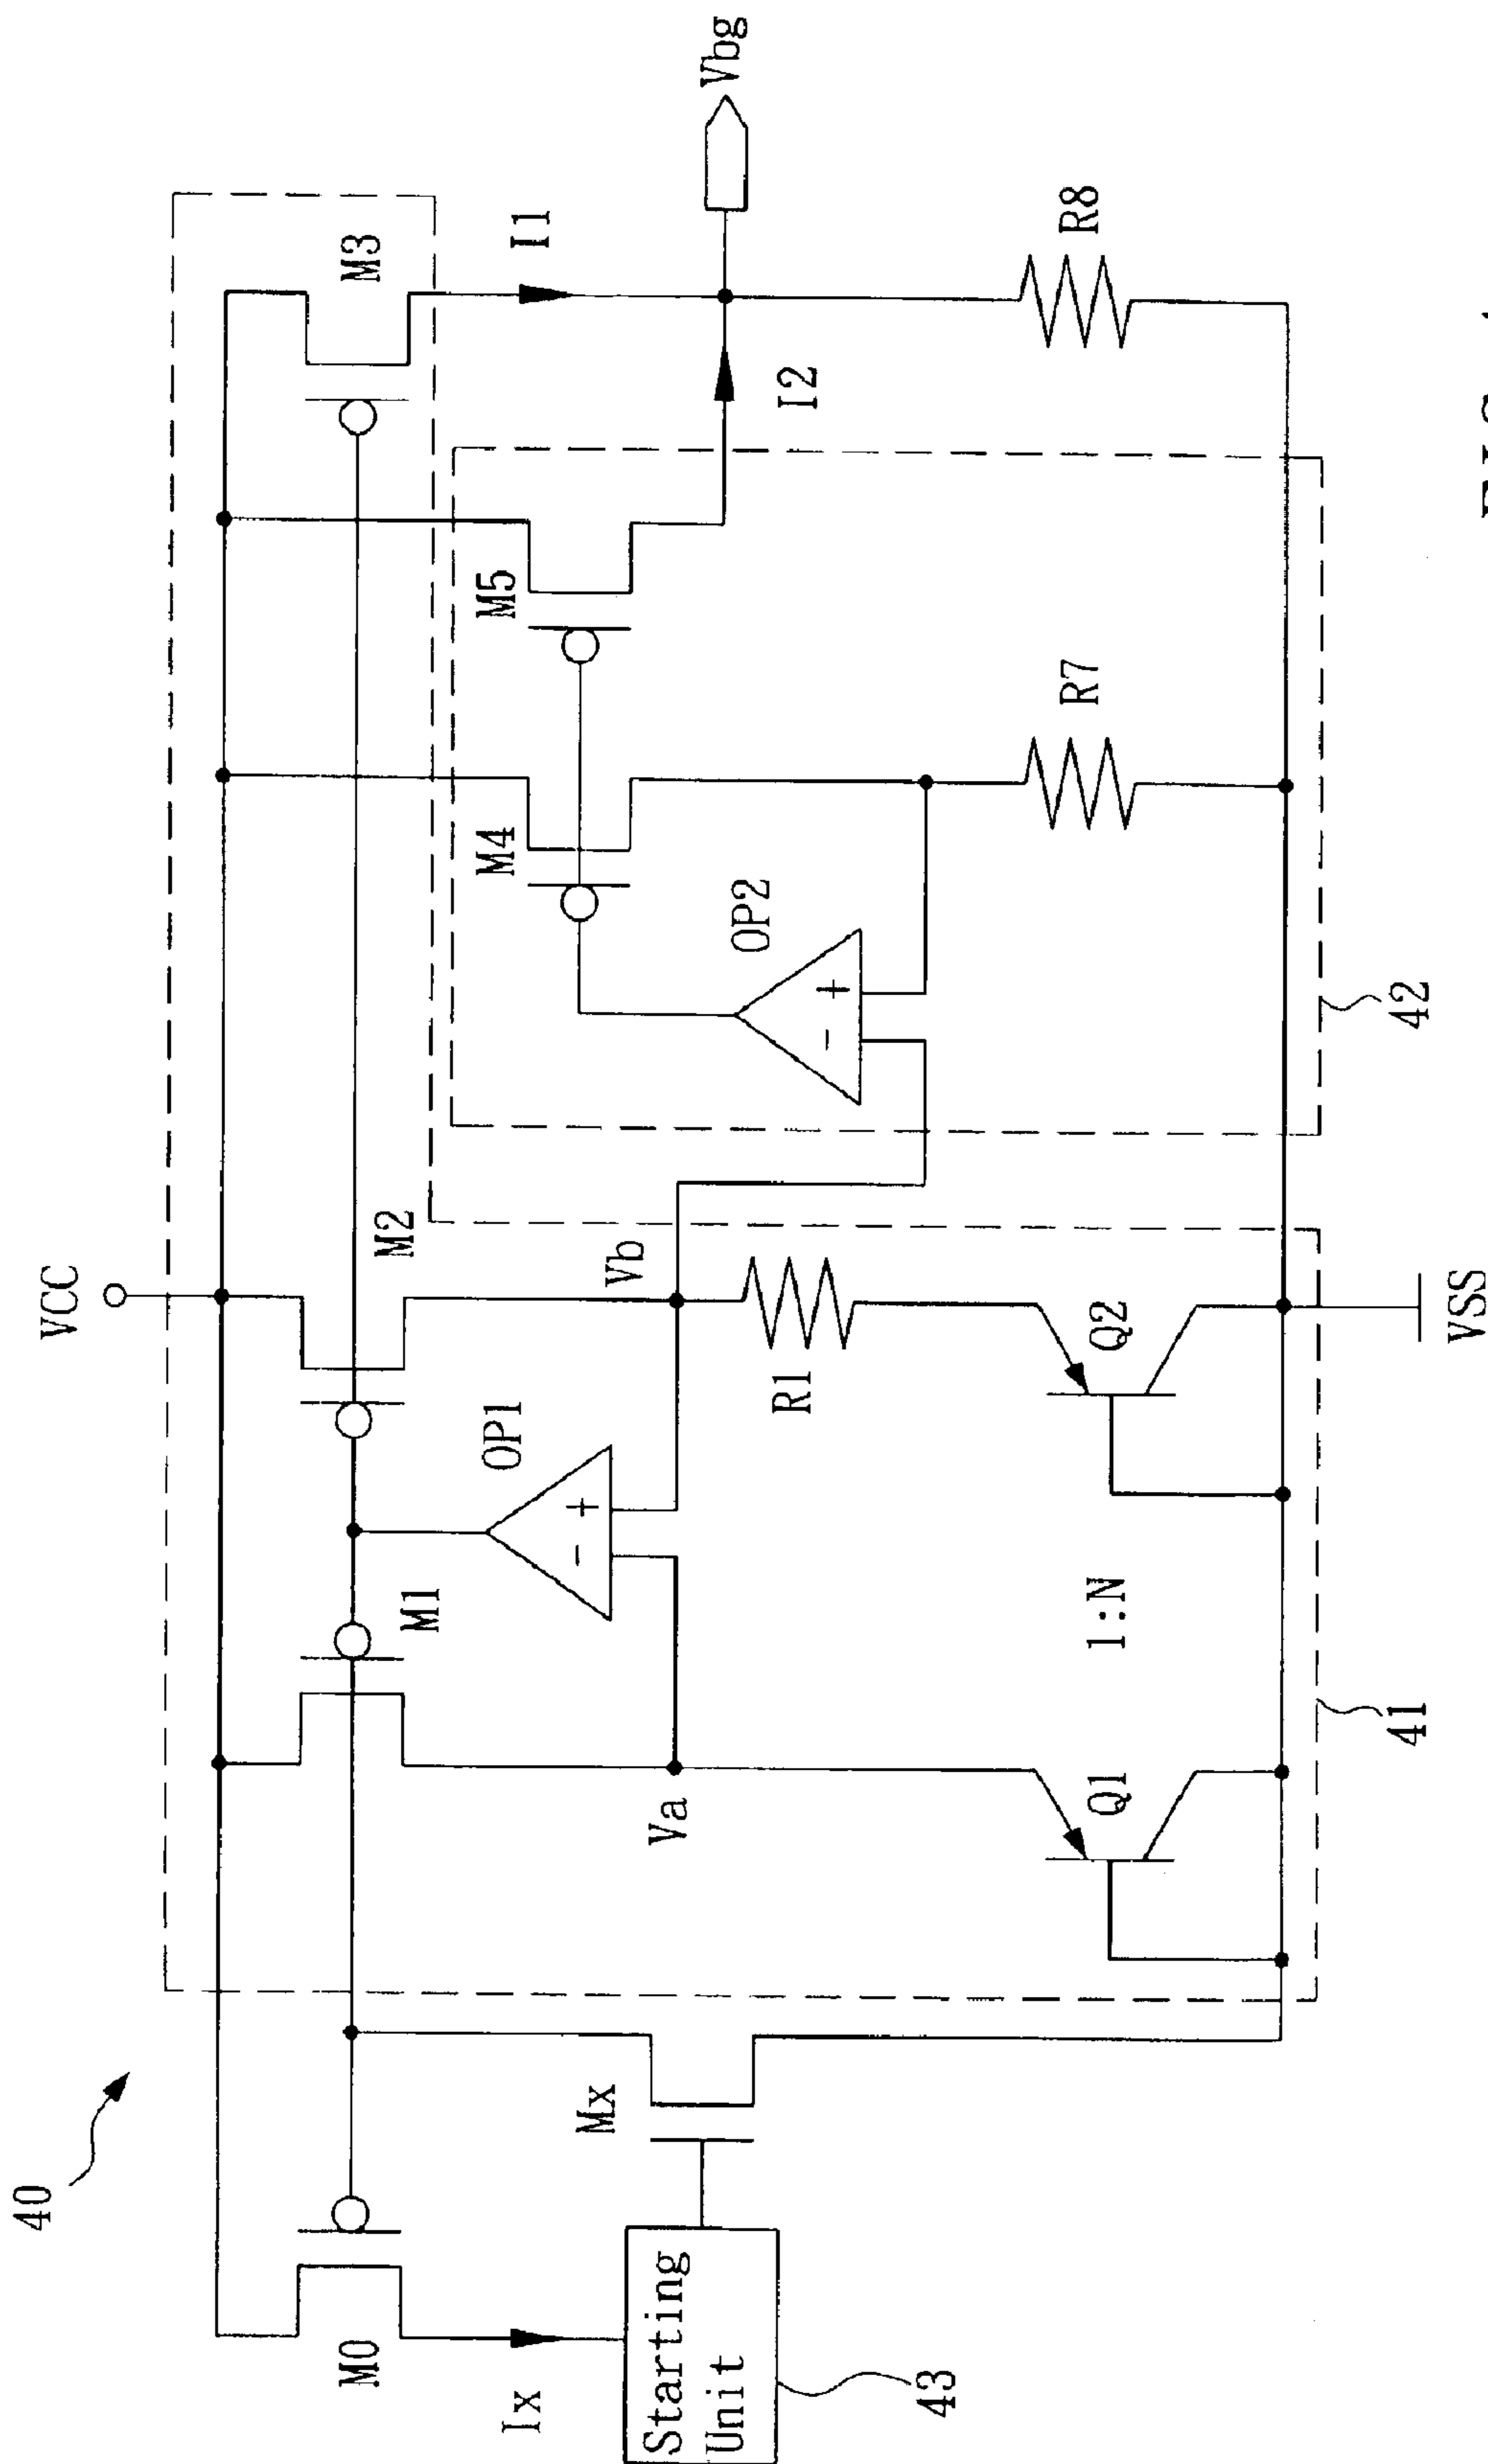 40
VCC
M0
M1
M2
M3
Ix
Mx
OP1
M4
M5
I1
Starting
Unit
43
- +
Va
Vb
OP2
- +
I2
Vbg
R1
R7
R8
Q1
1:N
Q2
41
42
VSS